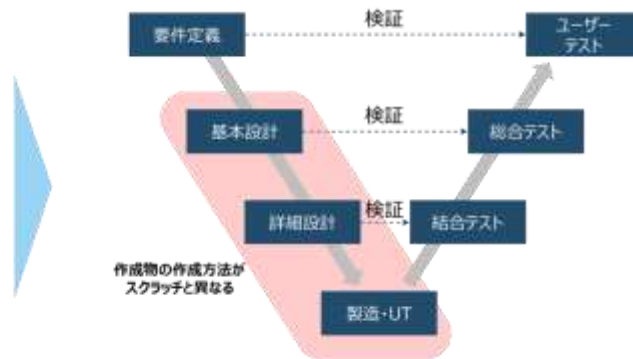 要件定義
検証
ユーザー
テスト
基本設計
検証
総合テスト
詳細設計
検証
結合テスト
作成物の作成方法が
スクラッチと異なる
製造・UT